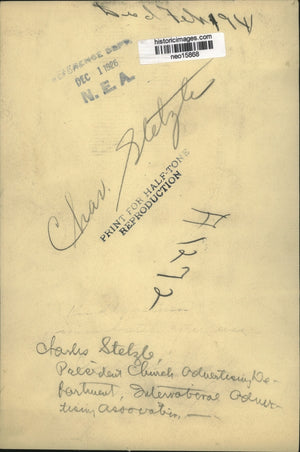 historicimages.com
neo15868
REFERENCE DEPT.
DEC 1 1926
N. E. A.
Chas. Stelzle
PRINT FOR HALF-TONE
REPRODUCTION
Charles Stelzle,
President Church Advertising De-
partment, International Adver-
tising Association, —